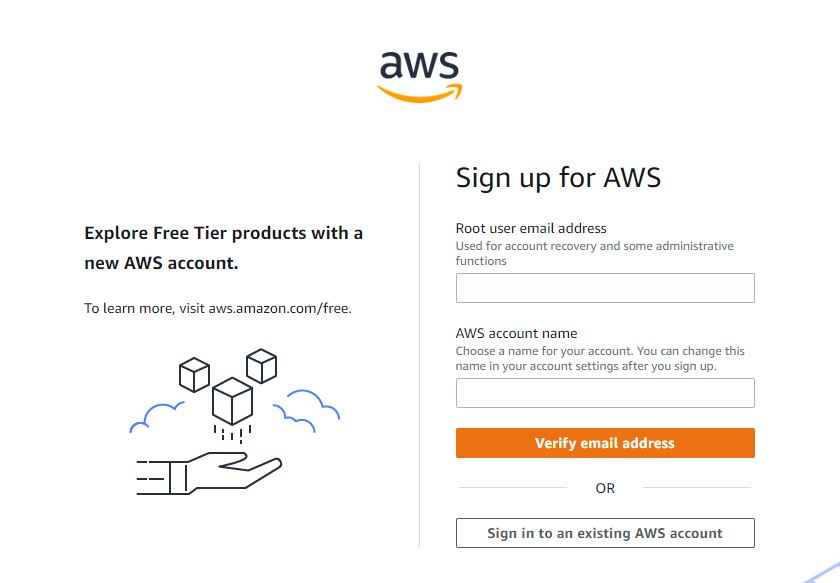 aws
Explore Free Tier products with a
new AWS account.
To learn more, visit aws.amazon.com/free.
Sign up for AWS
Root user email address
Used for account recovery and some administrative
functions
AWS account name
Choose a name for your account. You can change this
name in your account settings after you sign up.
Verify email address
OR
Sign in to an existing AWS account